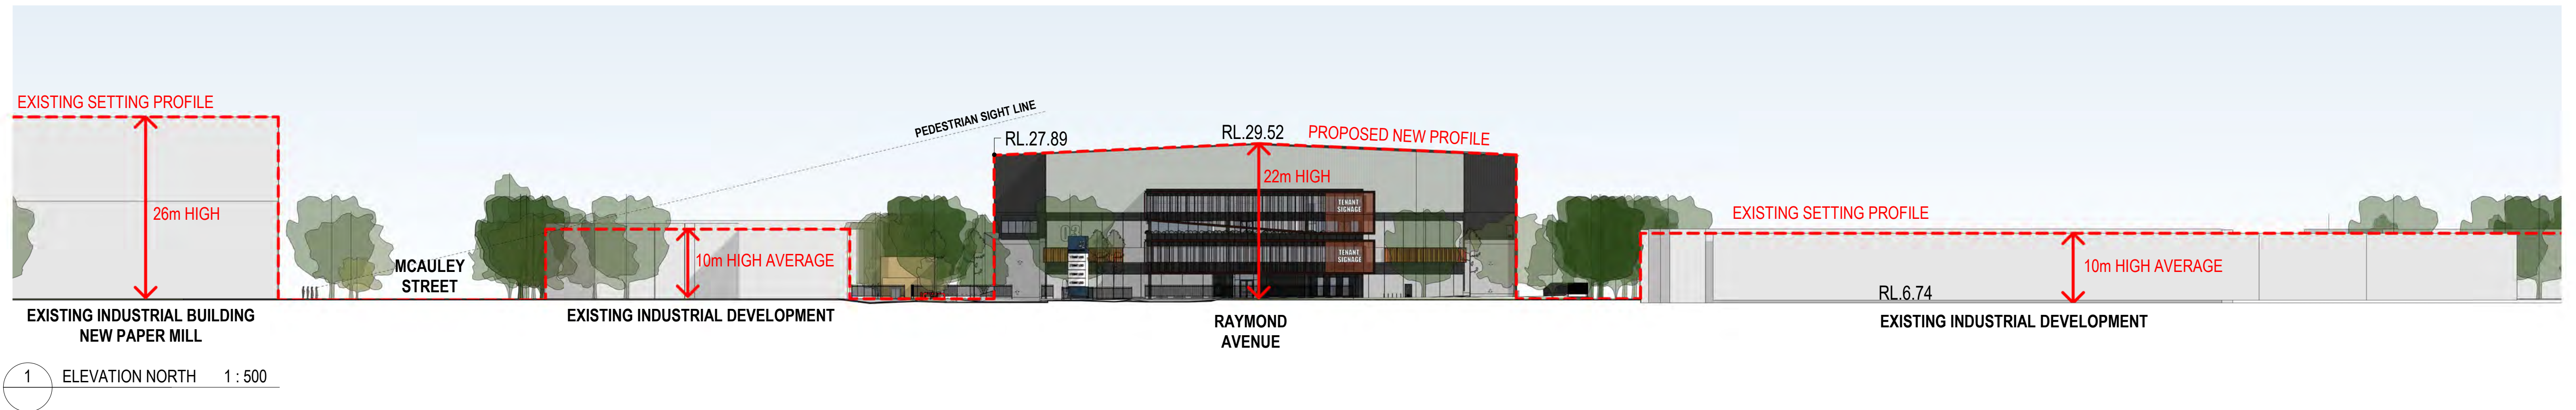 EXISTING SETTING PROFILE
26m HIGH
EXISTING INDUSTRIAL BUILDING
NEW PAPER MILL
MCAULEY
STREET
10m HIGH AVERAGE
EXISTING INDUSTRIAL DEVELOPMENT
PEDESTRIAN SIGHT LINE
RL.27.89
RL.29.52
PROPOSED NEW PROFILE
22m HIGH
TENANT
SIGNAGE
03
TENANT
SIGNAGE
RAYMOND
AVENUE
EXISTING SETTING PROFILE
10m HIGH AVERAGE
RL.6.74
EXISTING INDUSTRIAL DEVELOPMENT
1
ELEVATION NORTH 1 : 500